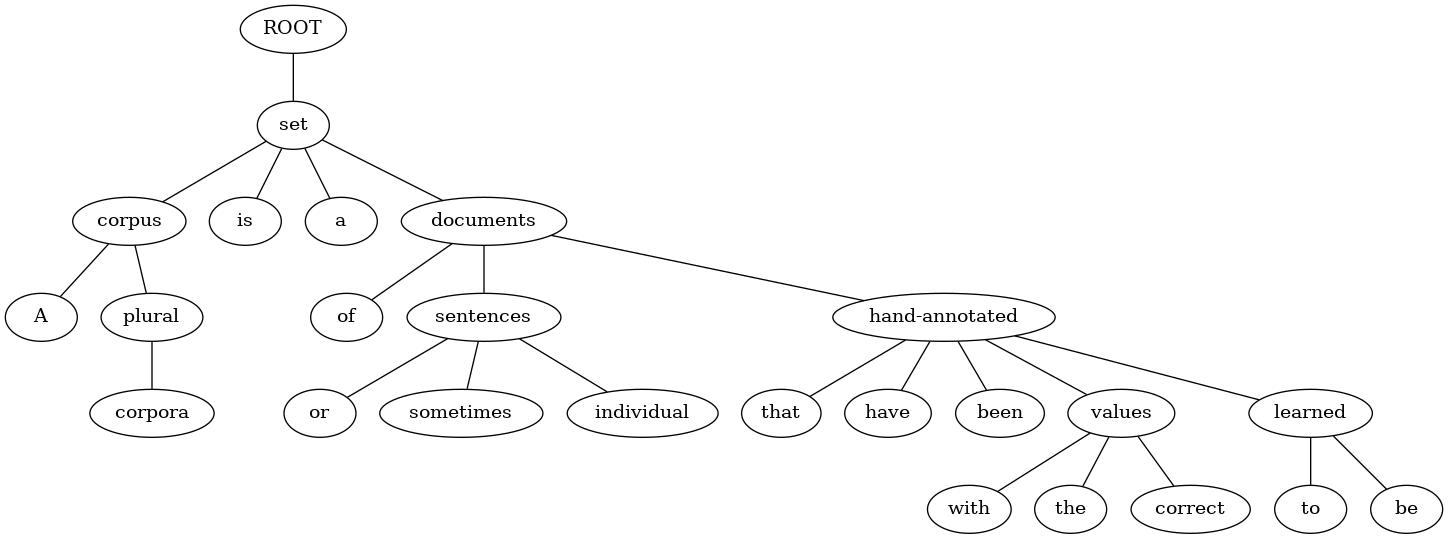 ROOT
set
corpus is a documents
A plural of sentences hand-annotated
corpora or sometimes individual that have been values learned
with the correct to be